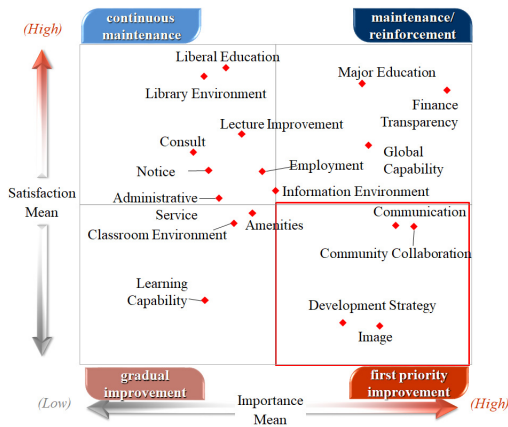 continuous
maintenance
maintenance/
reinforcement
(High)
Liberal Education
Library Environment
Major Education
Finance
Transparency
Lecture Improvement
Consult
Global
Capability
Notice
Employment
Information Environment
Administrative
Service
Satisfaction
Mean
Classroom Environment
Amenities
Communication
Community Collaboration
Learning
Capability
Development Strategy
Image
gradual
improvement
first priority
improvement
(Low)
Importance
Mean
(High)